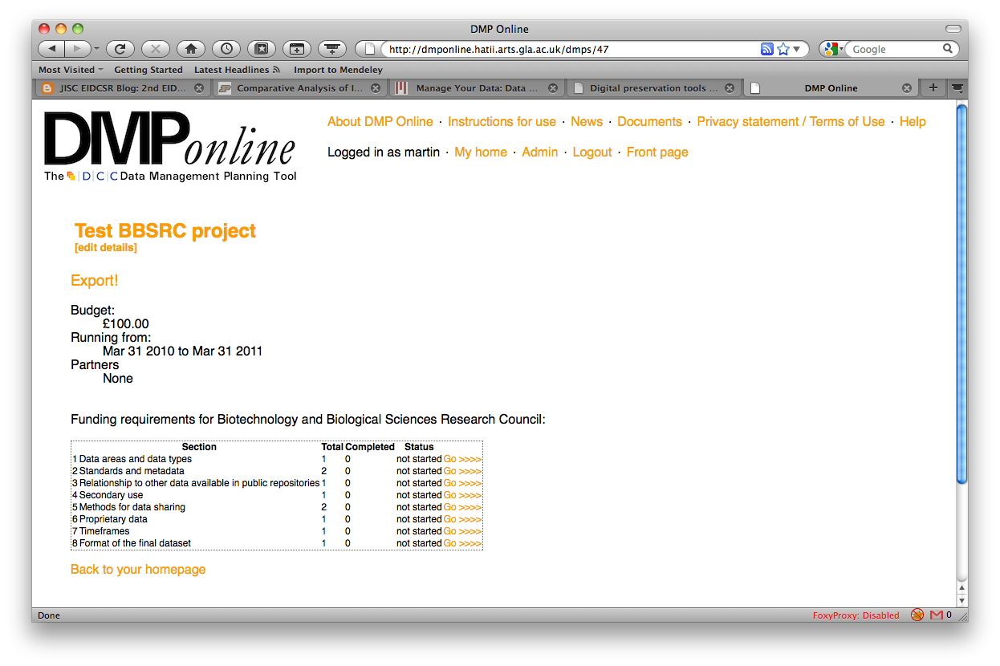 DMP Online
http://dmponline.hatii.arts.gla.ac.uk/dmps/47
Google
Most Visited Getting Started Latest Headlines Import to Mendeley
JISC EIDCSR Blog: 2nd EID... Comparative Analysis of I... Manage Your Data: Data ... Digital preservation tools ... DMP Online +
DMPonline
The DCC Data Management Planning Tool
About DMP Online · Instructions for use · News · Documents · Privacy statement / Terms of Use · Help
Logged in as martin · My home · Admin · Logout · Front page
Test BBSRC project
[edit details]
Export!
Budget:
£100.00
Running from:
Mar 31 2010 to Mar 31 2011
Partners
None
Funding requirements for Biotechnology and Biological Sciences Research Council:
Section Total Completed Status
1 Data areas and data types 1 0 not started Go >>>>
2 Standards and metadata 2 0 not started Go >>>>
3 Relationship to other data available in public repositories 1 0 not started Go >>>>
4 Secondary use 1 0 not started Go >>>>
5 Methods for data sharing 2 0 not started Go >>>>
6 Proprietary data 1 0 not started Go >>>>
7 Timeframes 1 0 not started Go >>>>
8 Format of the final dataset 1 0 not started Go >>>>
Back to your homepage
Done
FoxyProxy: Disabled 0